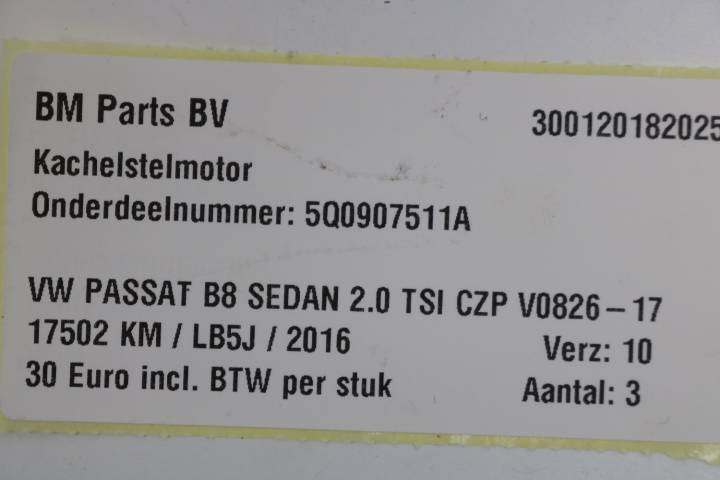 BM Parts BV 300120182025
Kachelstelmotor
Onderdeelnummer: 5Q0907511A
VW PASSAT B8 SEDAN 2.0 TSI CZP V0826-17
17502 KM / LB5J / 2016 Verz: 10
30 Euro incl. BTW per stuk Aantal: 3